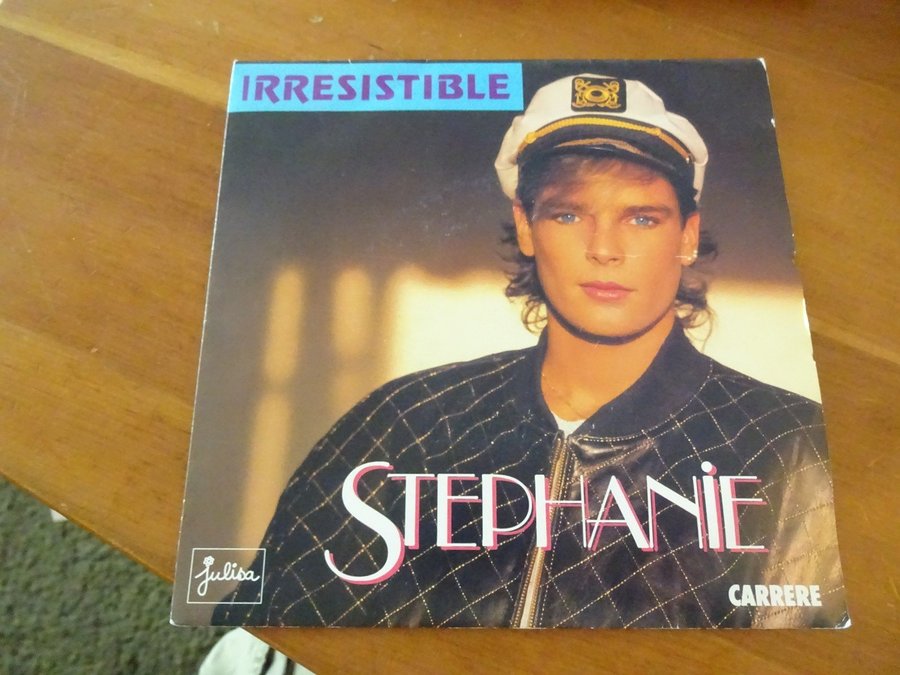 IRRESISTIBLE
STEPHANiE
julisa
CARRERE